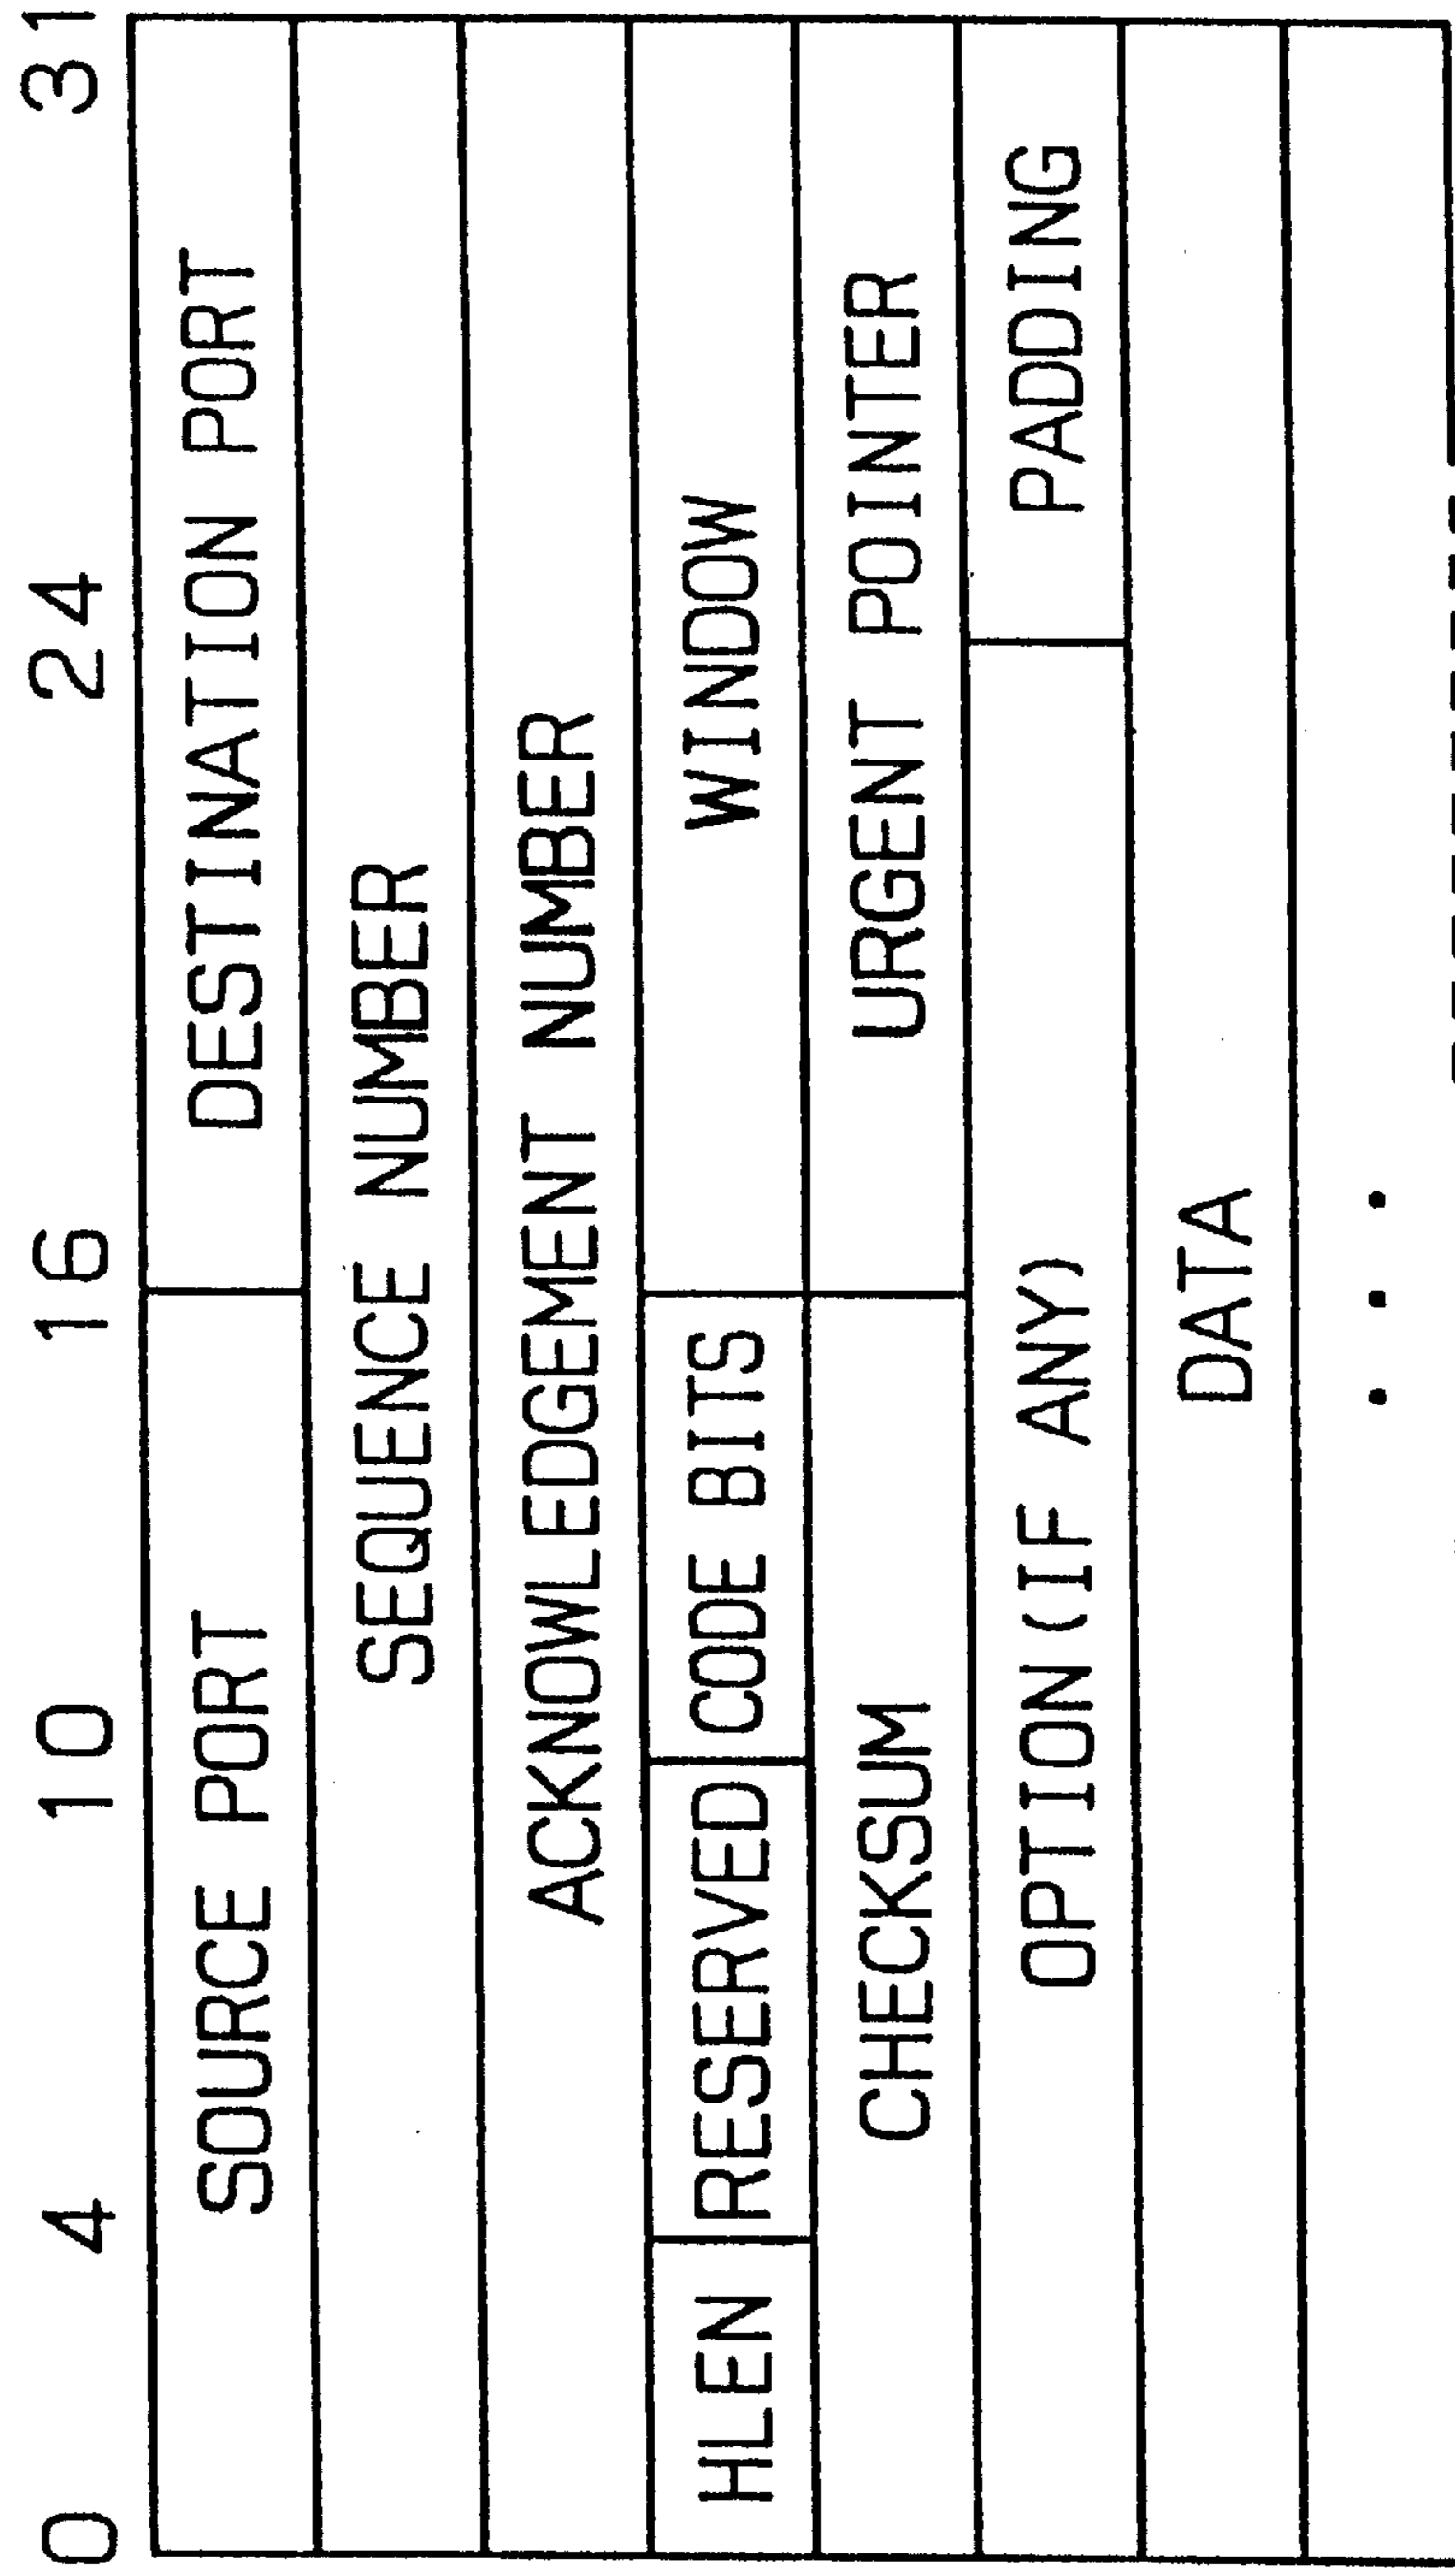 0 4 10 16 24 31
SOURCE PORT DESTINATION PORT
SEQUENCE NUMBER
ACKNOWLEDGEMENT NUMBER
HLEN RESERVED CODE BITS WINDOW
CHECKSUM URGENT POINTER
OPTION (IF ANY) PADDING
DATA
. . .